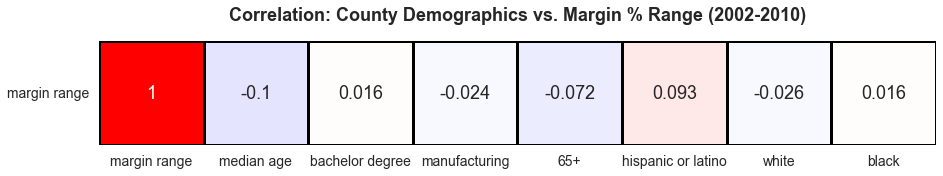 Correlation: County Demographics vs. Margin % Range (2002-2010)
margin range 1 -0.1 0.016 -0.024 -0.072 0.093 -0.026 0.016
margin range median age bachelor degree manufacturing 65+ hispanic or latino white black